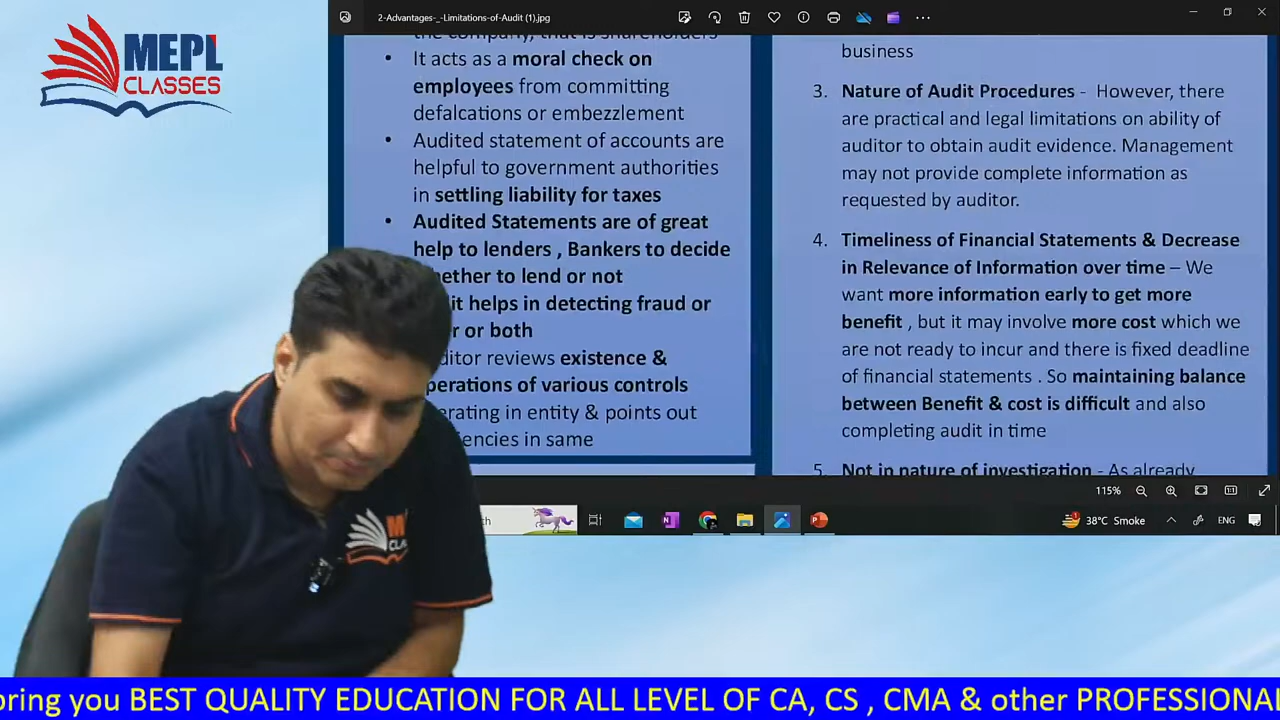 MEPL
CLASSES
2-Advantages-_-Limitations-of-Audit (1).jpg
It acts as a moral check on
employees from committing
defalcations or embezzlement
Audited statement of accounts are
helpful to government authorities
in settling liability for taxes
Audited Statements are of great
help to lenders , Bankers to decide
whether to lend or not
it helps in detecting fraud or
or both
reviews existence &
operations of various controls
operating in entity & points out
in same
business
3. Nature of Audit Procedures - However, there
are practical and legal limitations on ability of
auditor to obtain audit evidence. Management
may not provide complete information as
requested by auditor.
4. Timeliness of Financial Statements & Decrease
in Relevance of Information over time – We
want more information early to get more
benefit , but it may involve more cost which we
are not ready to incur and there is fixed deadline
of financial statements . So maintaining balance
between Benefit & cost is difficult and also
completing audit in time
5. Not in nature of investigation - As already
115%
38°C Smoke
ENG
bring you BEST QUALITY EDUCATION FOR ALL LEVEL OF CA, CS , CMA & other PROFESSIONAL